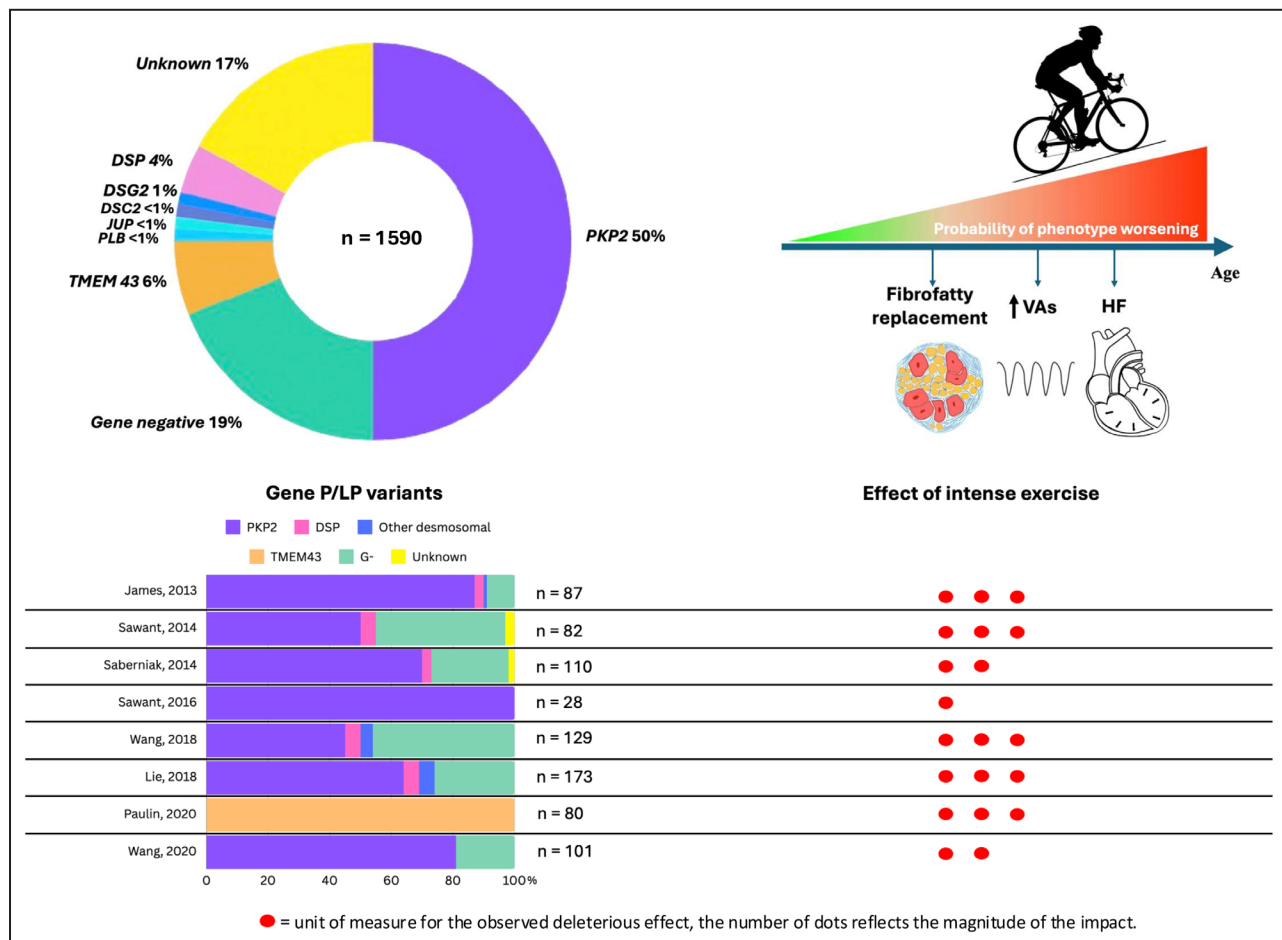 Unknown 17%
DSP 4%
DSG2 1%
DSC2 <1%
JUP <1%
PLB <1%
TMEM 43 6%
Gene negative 19%
n = 1590
PKP2 50%
Probability of phenotype worsening
Age
Fibrofatty
replacement
VAs
HF
Gene P/LP variants
PKP2
DSP
Other desmosomal
TMEM43
G-
Unknown
Effect of intense exercise
James, 2013
n = 87
Sawant, 2014
n = 82
Saberniak, 2014
n = 110
Sawant, 2016
n = 28
Wang, 2018
n = 129
Lie, 2018
n = 173
Paulin, 2020
n = 80
Wang, 2020
n = 101
0 20 40 60 80 100%
= unit of measure for the observed deleterious effect, the number of dots reflects the magnitude of the impact.